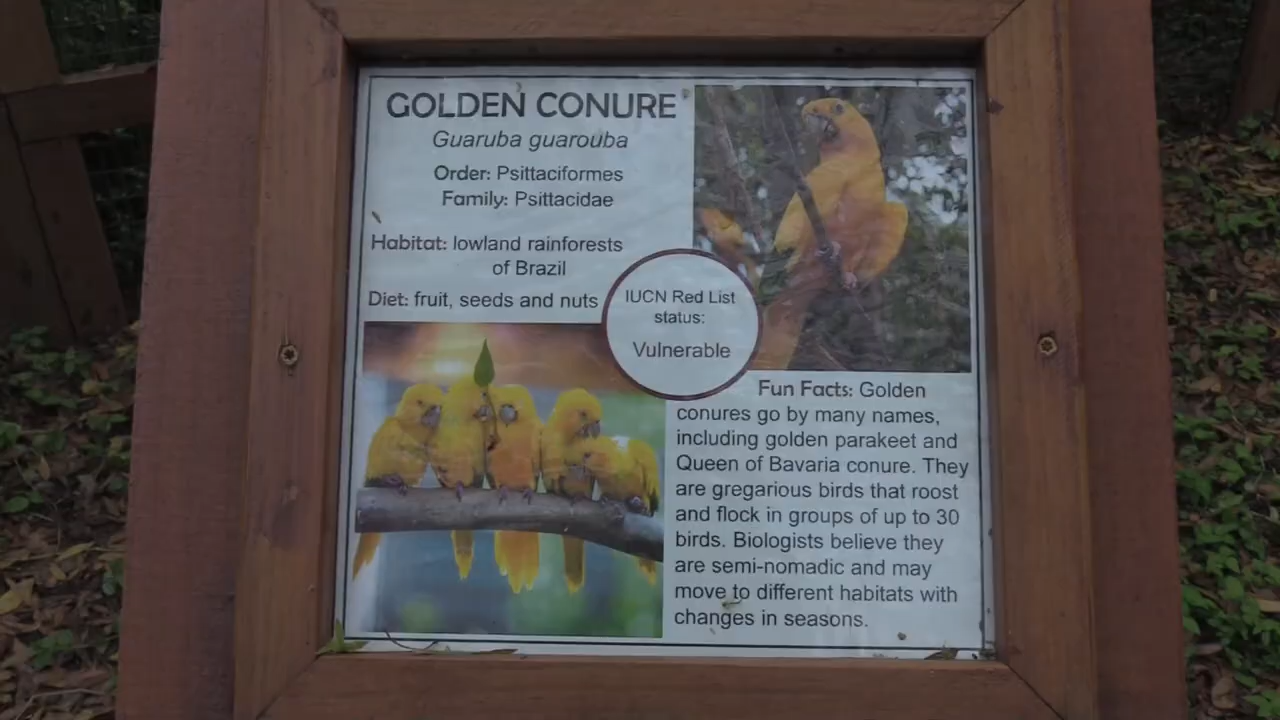 GOLDEN CONURE
Guaruba guarouba
Order: Psittaciformes
Family: Psittacidae
Habitat: lowland rainforests
of Brazil
Diet: fruit, seeds and nuts
IUCN Red List
status:
Vulnerable
Fun Facts: Golden
conures go by many names,
including golden parakeet and
Queen of Bavaria conure. They
are gregarious birds that roost
and flock in groups of up to 30
birds. Biologists believe they
are semi-nomadic and may
move to different habitats with
changes in seasons.